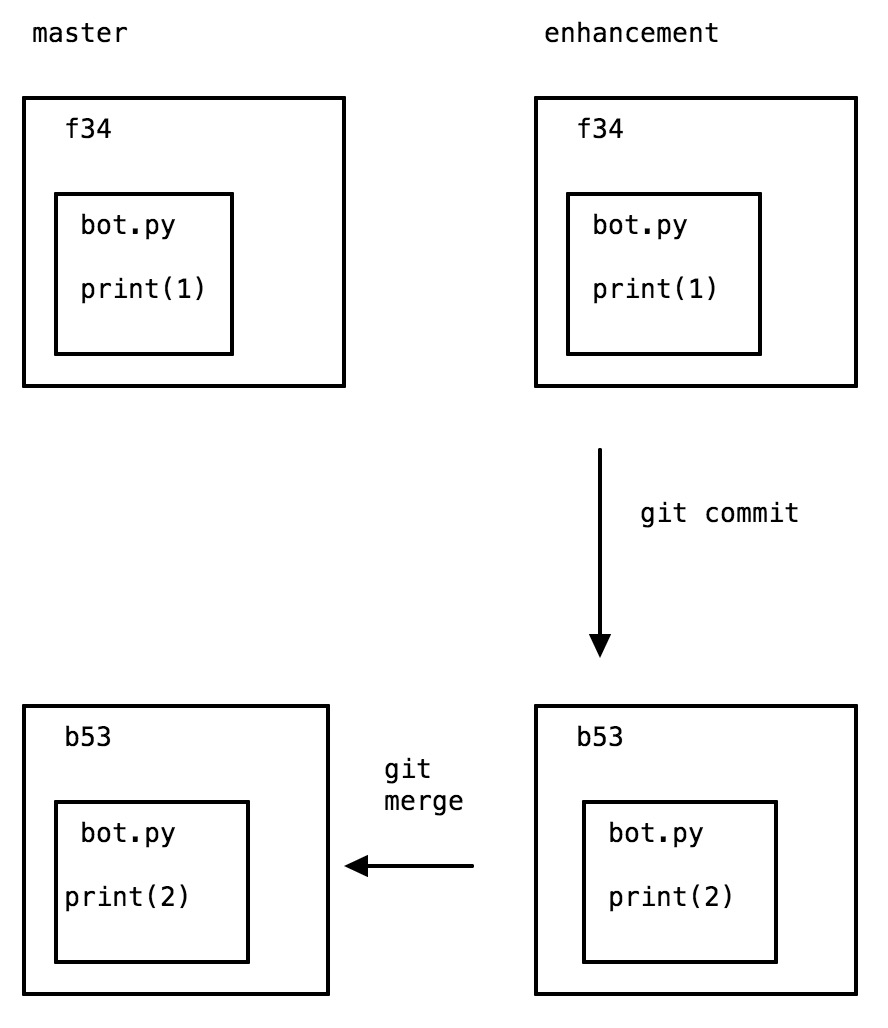 master
enhancement
f34
bot.py
print(1)
f34
bot.py
print(1)
git commit
b53
bot.py
print(2)
git
merge
b53
bot.py
print(2)